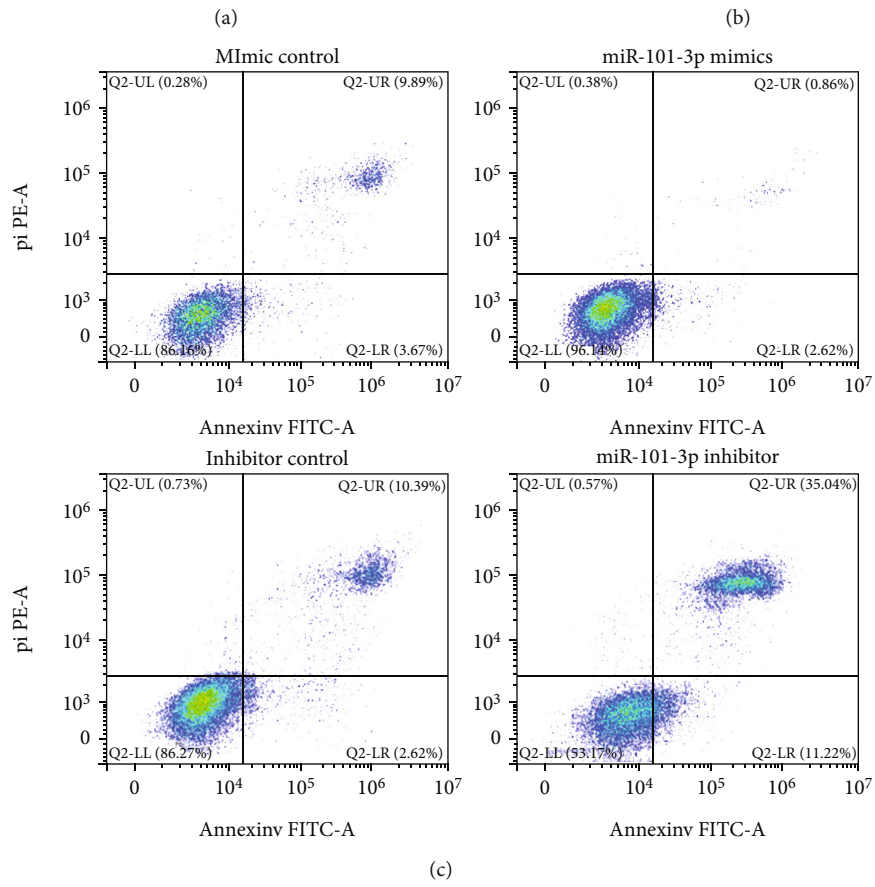 (a) (b)
MImic control
Q2-UL (0.28%) Q2-UR (9.89%)
10⁶
10⁵
10⁴
10³
0
pi PE-A
Q2-LL (86.16%) Q2-LR (3.67%)
0 10⁴ 10⁵ 10⁶ 10⁷
Annexinv FITC-A
miR-101-3p mimics
Q2-UL (0.38%) Q2-UR (0.86%)
10⁶
10⁵
10⁴
10³
0
Q2-LL (96.14%) Q2-LR (2.62%)
0 10⁴ 10⁵ 10⁶ 10⁷
Annexinv FITC-A
Inhibitor control
Q2-UL (0.73%) Q2-UR (10.39%)
10⁶
10⁵
10⁴
10³
0
pi PE-A
Q2-LL (86.27%) Q2-LR (2.62%)
0 10⁴ 10⁵ 10⁶ 10⁷
Annexinv FITC-A
miR-101-3p inhibitor
Q2-UL (0.57%) Q2-UR (35.04%)
10⁶
10⁵
10⁴
10³
0
Q2-LL (53.17%) Q2-LR (11.22%)
0 10⁴ 10⁵ 10⁶ 10⁷
Annexinv FITC-A
(c)